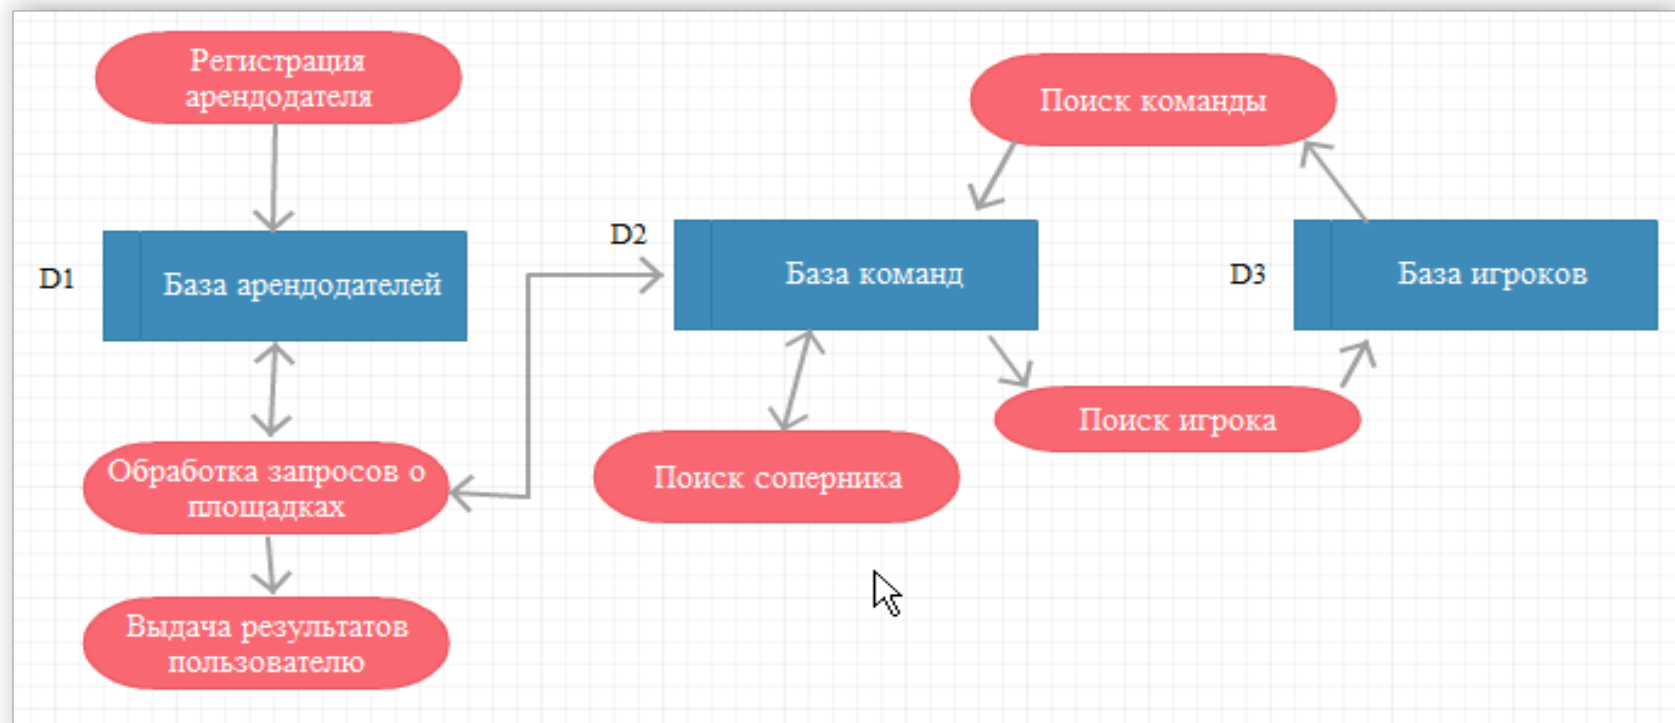 Регистрация
арендодателя
Поиск команды
D1
База арендодателей
D2
База команд
D3
База игроков
Поиск игрока
Обработка запросов о
площадках
Поиск соперника
Выдача результатов
пользователю